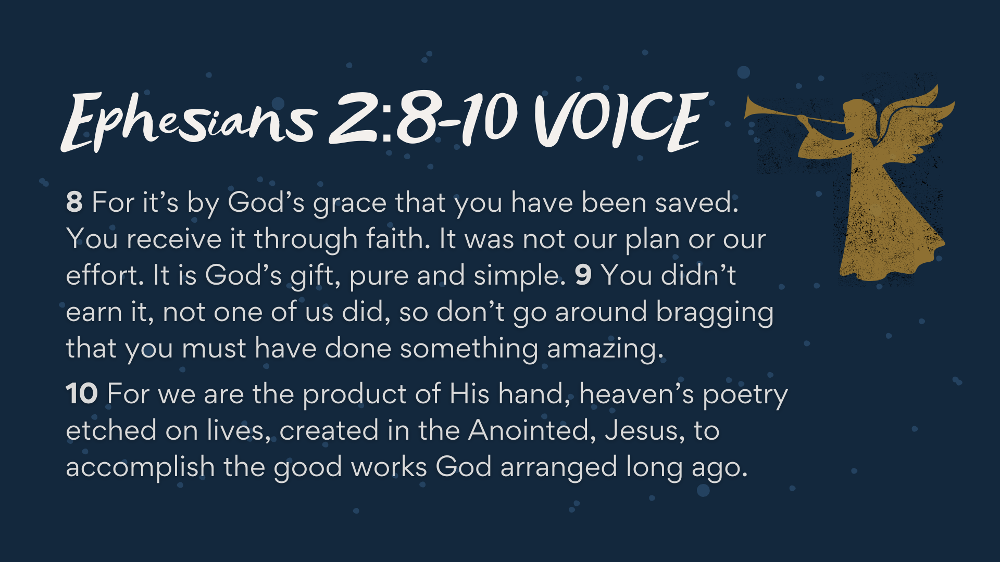 Ephesians 2:8-10 VOICE
8 For it’s by God’s grace that you have been saved.
You receive it through faith. It was not our plan or our
effort. It is God’s gift, pure and simple. 9 You didn’t
earn it, not one of us did, so don’t go around bragging
that you must have done something amazing.
10 For we are the product of His hand, heaven’s poetry
etched on lives, created in the Anointed, Jesus, to
accomplish the good works God arranged long ago.